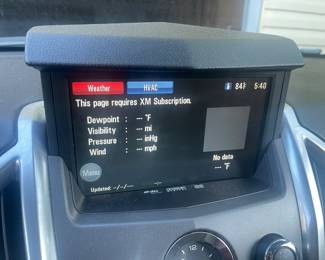 Weather HVAC 84°F 5:40
This page requires XM Subscription.
Dewpoint : -- °F
Visibility : -- mi
Pressure : -- inHg
Wind : -- mph
No data
-- °F
Menu
Updated: -/-/--